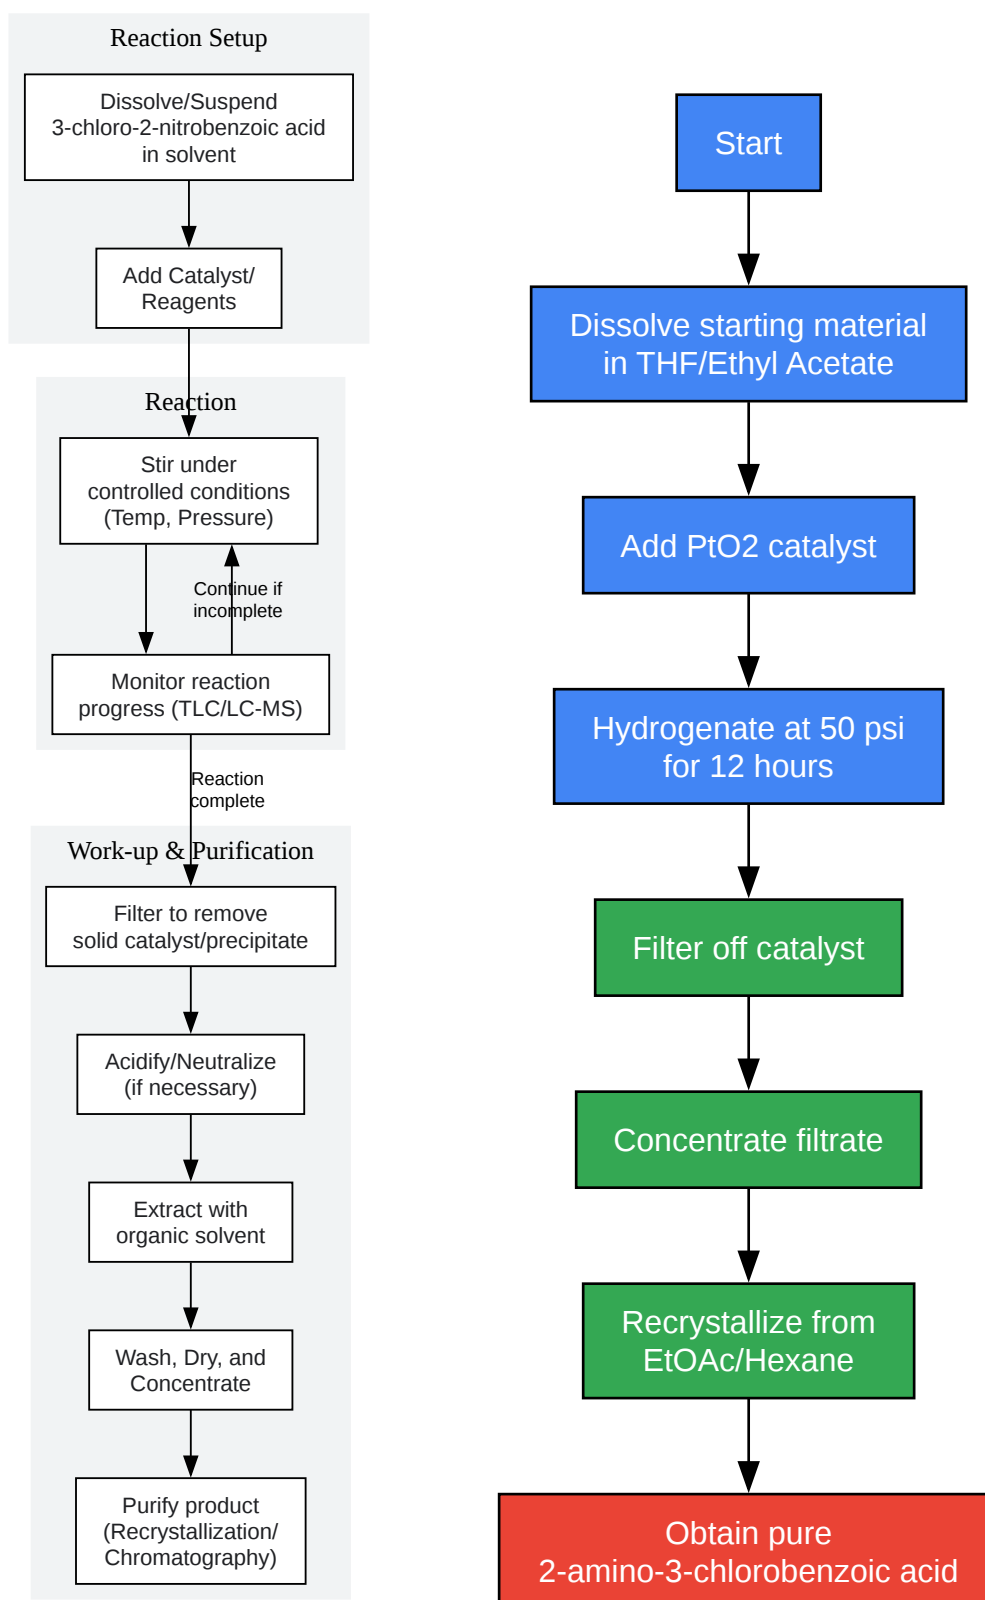 Reaction Setup
Dissolve/Suspend
3-chloro-2-nitrobenzoic acid
in solvent
Add Catalyst/
Reagents
Reaction
Stir under
controlled conditions
(Temp, Pressure)
Continue if
incomplete
Monitor reaction
progress (TLC/LC-MS)
Reaction
complete
Work-up & Purification
Filter to remove
solid catalyst/precipitate
Acidify/Neutralize
(if necessary)
Extract with
organic solvent
Wash, Dry, and
Concentrate
Purify product
(Recrystallization/
Chromatography)
Start
Dissolve starting material
in THF/Ethyl Acetate
Add PtO2 catalyst
Hydrogenate at 50 psi
for 12 hours
Filter off catalyst
Concentrate filtrate
Recrystallize from
EtOAc/Hexane
Obtain pure
2-amino-3-chlorobenzoic acid